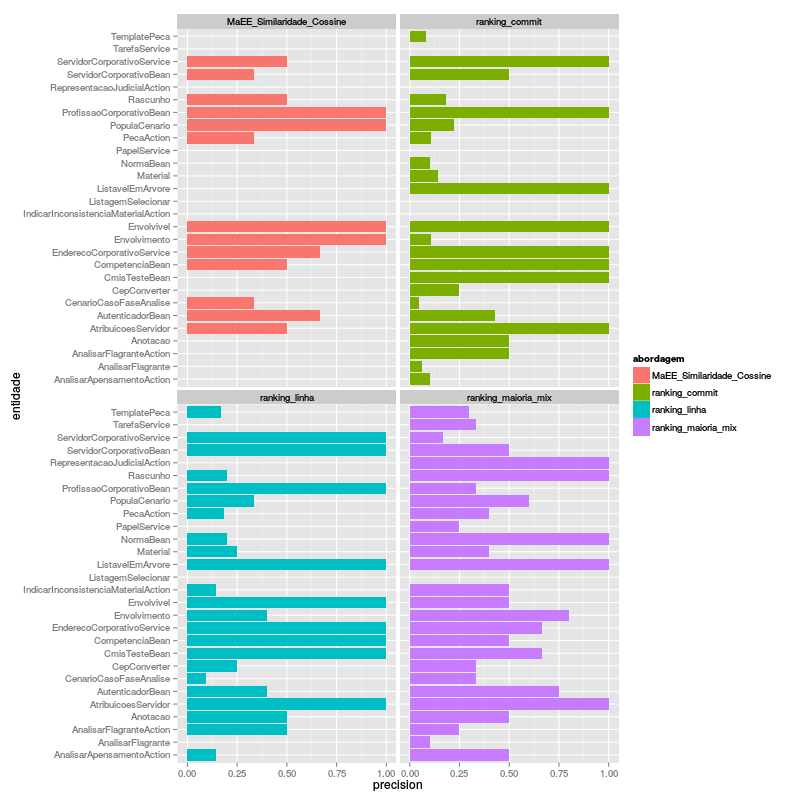 MaEE_Similaridade_Cossine
ranking_commit
TemplatePeca
TarefaService
ServidorCorporativoService
ServidorCorporativoBean
RepresentacaoJudicialAction
Rascunho
ProfissaoCorporativoBean
PopulaCenario
PecaAction
PapelService
NormaBean
Material
ListavelEmArvore
ListagemSelecionar
IndicarInconsistenciaMaterialAction
Envolvivel
Envolvimento
EnderecoCorporativoService
CompetenciaBean
CmisTesteBean
CepConverter
CenarioCasoFaseAnalise
AutenticadorBean
AtribuicoesServidor
Anotacao
AnalisarFlagranteAction
AnalisarFlagrante
AnalisarApensamentoAction
entidade
ranking_linha
ranking_maioria_mix
TemplatePeca
TarefaService
ServidorCorporativoService
ServidorCorporativoBean
RepresentacaoJudicialAction
Rascunho
ProfissaoCorporativoBean
PopulaCenario
PecaAction
PapelService
NormaBean
Material
ListavelEmArvore
ListagemSelecionar
IndicarInconsistenciaMaterialAction
Envolvivel
Envolvimento
EnderecoCorporativoService
CompetenciaBean
CmisTesteBean
CepConverter
CenarioCasoFaseAnalise
AutenticadorBean
AtribuicoesServidor
Anotacao
AnalisarFlagranteAction
AnalisarFlagrante
AnalisarApensamentoAction
0.00 0.25 0.50 0.75 1.00 0.00 0.25 0.50 0.75 1.00
precision
abordagem
MaEE_Similaridade_Cossine
ranking_commit
ranking_linha
ranking_maioria_mix